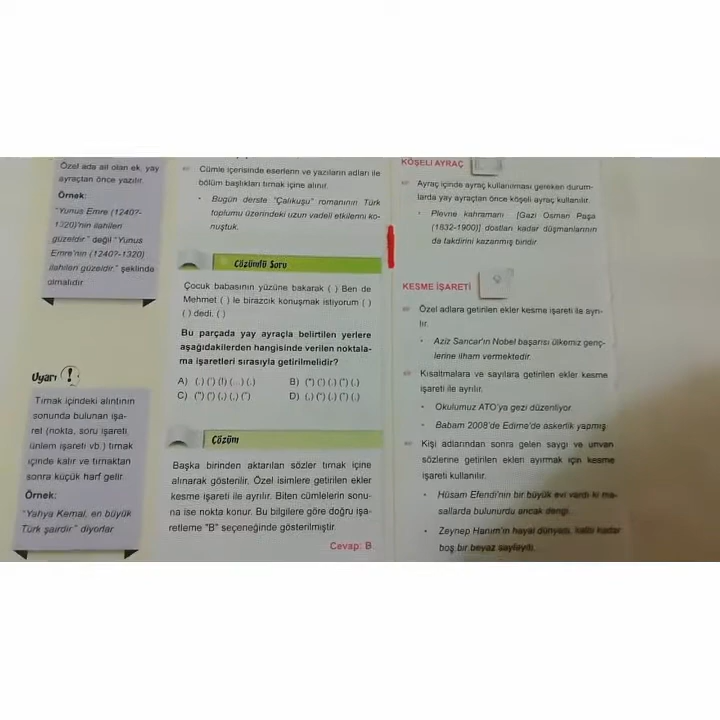 Özel ada ait olan ek, yay
ayraçtan önce yazılır.
Örnek:
"Yunus Emre (1240?-
1320)'nin ilahileri
güzeldir." değil "Yunus
Emre'nin (1240?-1320)
ilahileri güzeldir." şeklinde
olmalıdır.
Uyarı !
Tırnak içindeki alıntının
sonunda bulunan işa-
ret (nokta, soru işareti,
ünlem işareti vb.) tırnak
içinde kalır ve tırnaktan
sonra küçük harf gelir.
Örnek:
"Yahya Kemal, en büyük
Türk şairdir." diyorlar.
Cümle içerisinde eserlerin ve yazıların adları ile
bölüm başlıkları tırnak içine alınır.
• Bugün derste "Çalıkuşu" romanının Türk
toplumu üzerindeki uzun vadeli etkilerini ko-
nuştuk.
Çözümlü Soru
Çocuk babasının yüzüne bakarak ( ) Ben de
Mehmet ( ) le birazcık konuşmak istiyorum ( )
( ) dedi. ( )
Bu parçada yay ayraçla belirtilen yerlere
aşağıdakilerden hangisinde verilen noktala-
ma işaretleri sırasıyla getirilmelidir?
A) (.) (') (!) (...) (.)
B) (") (') (.) (") (.)
C) (") (') (.) (.) (")
D) (.) (") (.) (") (.)
Çözüm
Başka birinden aktarılan sözler tırnak içine
alınarak gösterilir. Özel isimlere getirilen ekler
kesme işareti ile ayrılır. Biten cümlelerin sonu-
na ise nokta konur. Bu bilgilere göre doğru işa-
retleme "B" seçeneğinde gösterilmiştir.
Cevap: B
KÖŞELİ AYRAÇ
Ayraç içinde ayraç kullanılması gereken durum-
larda yay ayraçtan önce köşeli ayraç kullanılır.
• Plevne kahramanı [Gazi Osman Paşa
(1832-1900)] dostları kadar düşmanlarının
da takdirini kazanmış biridir.
KESME İŞARETİ
Özel adlara getirilen ekler kesme işareti ile ayrı-
lır.
• Aziz Sancar'ın Nobel başarısı ülkemiz genç-
lerine ilham vermektedir.
Kısaltmalara ve sayılara getirilen ekler kesme
işareti ile ayrılır.
• Okulumuz ATO'ya gezi düzenliyor.
• Babam 2008'de Edirne'de askerlik yapmış.
Kişi adlarından sonra gelen saygı ve unvan
sözlerine getirilen ekleri ayırmak için kesme
işareti kullanılır.
• Hüsam Efendi'nin bir büyük evi vardı ki ma-
sallarda bulunurdu ancak dengi.
• Zeynep Hanım'ın hayal dünyası, kalbi kadar
boş bir beyaz sayfaydı.